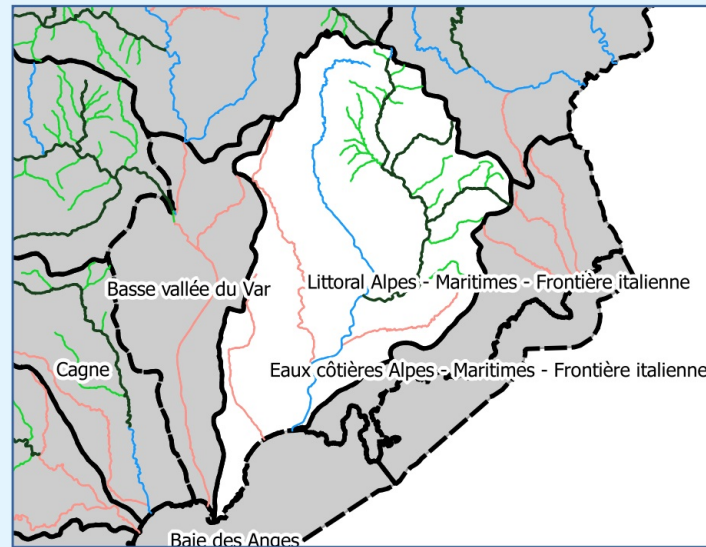 Basse vallée du Var
Littoral Alpes - Maritimes - Frontière italienne
Cagne
Eaux côtières Alpes - Maritimes - Frontière italienne
Baie des Anges